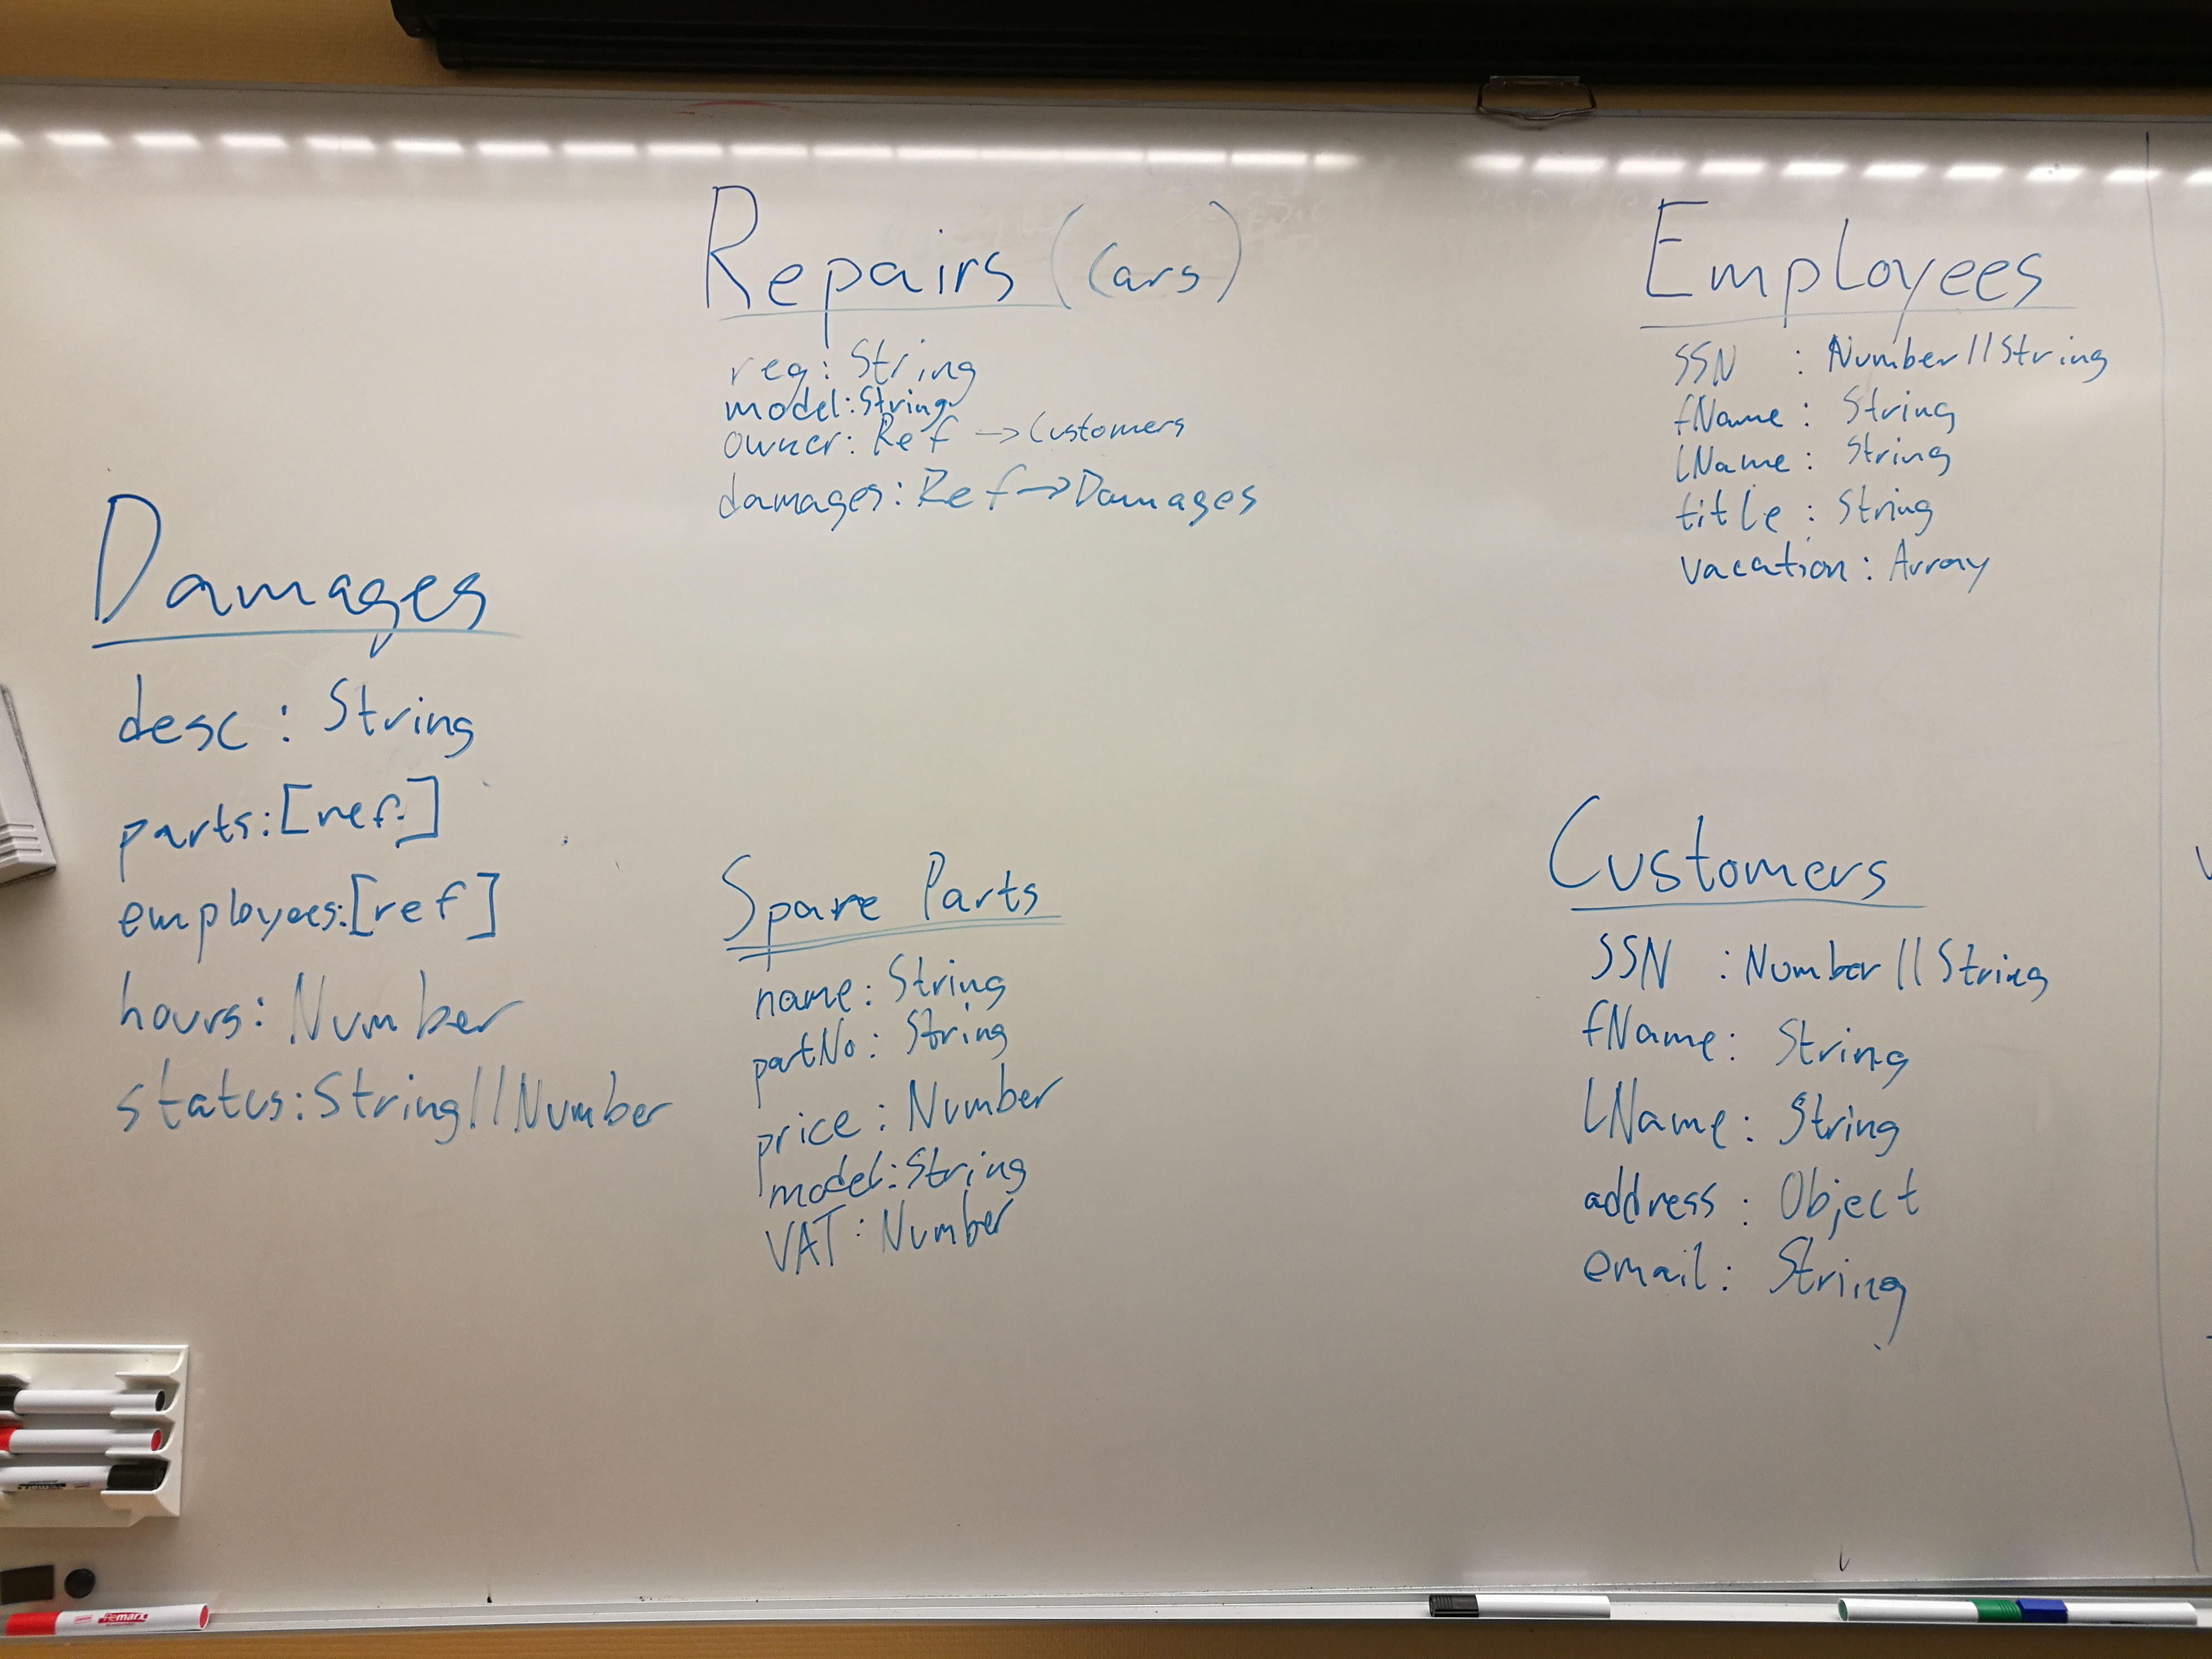 Repairs (Cars)
reg: String
model: String
owner: Ref → Customers
damages: Ref → Damages
Employees
SSN : Number || String
fName : String
lName : String
title : String
vacation : Array
Damages
desc : String
parts: [ref]
employees: [ref]
hours: Number
status: String || Number
Spare Parts
name: String
partNo: String
price: Number
model: String
VAT: Number
Customers
SSN : Number || String
fName: String
lName: String
address : Object
email: String
Remarx